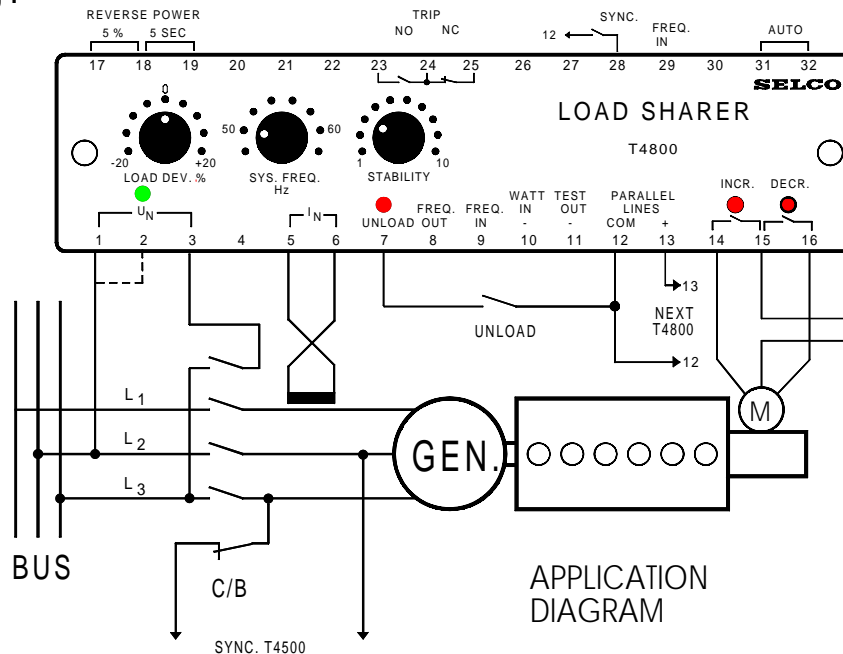 REVERSE POWER
5 % 5 SEC
TRIP
NO NC
SYNC.
12
FREQ.
IN
AUTO
17 18 19 20 21 22 23 24 25 26 27 28 29 30 31 32
SELCO
LOAD SHARER
T4800
0
-20 +20
LOAD DEV. %
50 60
SYS. FREQ.
Hz
1 10
STABILITY
INCR. DECR.
UN
IN
UNLOAD
FREQ.
OUT
FREQ.
IN
WATT
IN
-
TEST
OUT
-
PARALLEL
LINES
COM +
1 2 3 4 5 6 7 8 9 10 11 12 13 14 15 16
13
NEXT
T4800
12
UNLOAD
M
L1
L2
L3
GEN.
BUS
C/B
SYNC. T4500
APPLICATION
DIAGRAM